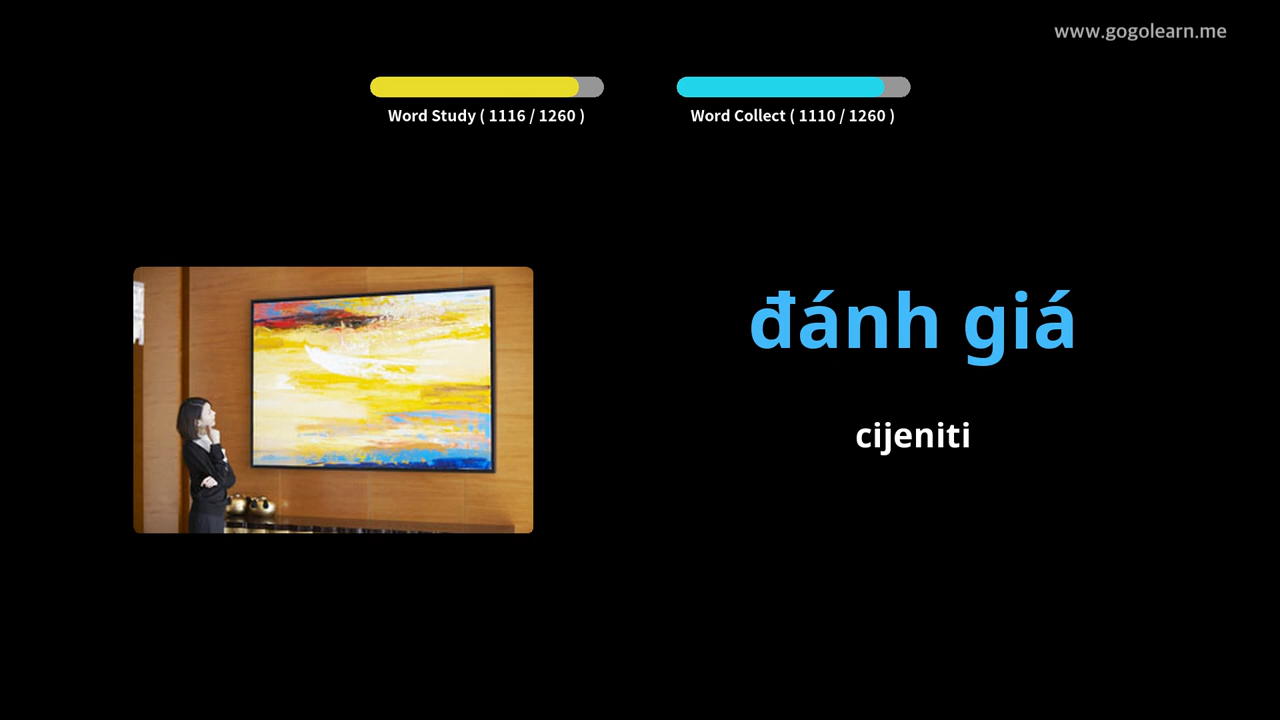 www.gogolearn.me
Word Study ( 1116 / 1260 )
Word Collect ( 1110 / 1260 )
đánh giá
cijeniti